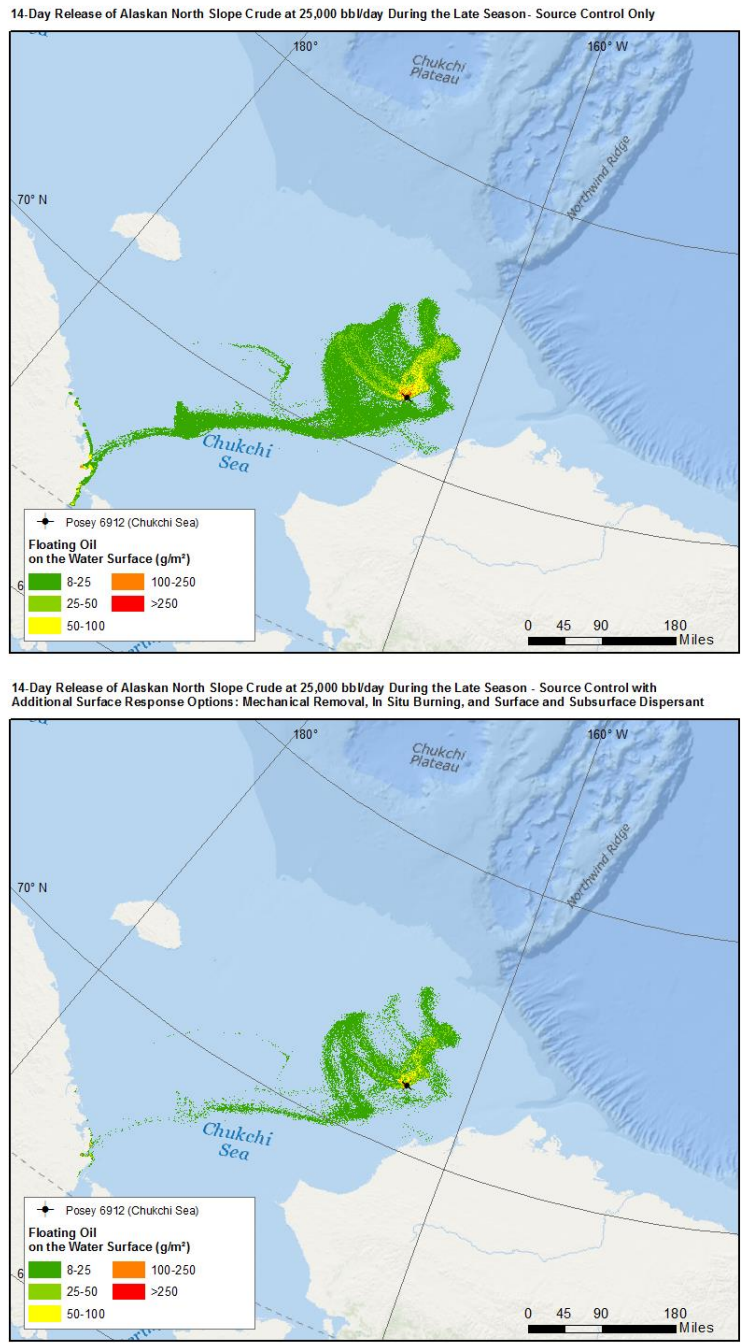 14-Day Release of Alaskan North Slope Crude at 25,000 bbl/day During the Late Season - Source Control Only
180°
160° W
Chukchi
Plateau
Northwind Ridge
70° N
Chukchi
Sea
Posey 6912 (Chukchi Sea)
Floating Oil
on the Water Surface (g/m²)
8-25
100-250
25-50
>250
50-100
0 45 90 180
Miles
14-Day Release of Alaskan North Slope Crude at 25,000 bbl/day During the Late Season - Source Control with
Additional Surface Response Options: Mechanical Removal, In Situ Burning, and Surface and Subsurface Dispersant
180°
160° W
Chukchi
Plateau
Northwind Ridge
70° N
Chukchi
Sea
Posey 6912 (Chukchi Sea)
Floating Oil
on the Water Surface (g/m²)
8-25
100-250
25-50
>250
50-100
0 45 90 180
Miles